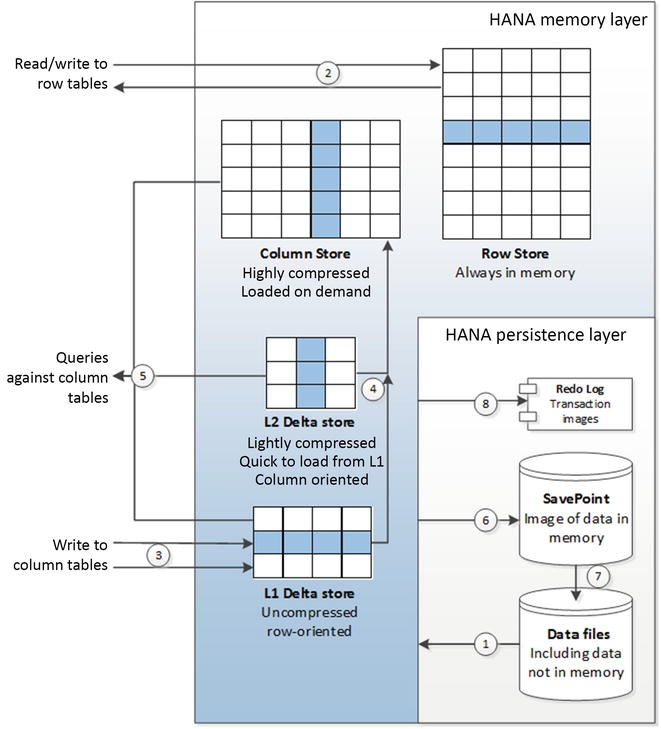 HANA memory layer
Read/write to
row tables
2
Column Store
Highly compressed
Loaded on demand
Row Store
Always in memory
HANA persistence layer
Queries
against column
tables
5
4
L2 Delta store
Lightly compressed
Quick to load from L1
Column oriented
8
Redo Log
Transaction
images
SavePoint
Image of data in
memory
6
Write to
column tables
3
L1 Delta store
Uncompressed
row-oriented
7
Data files
Including data
not in memory
1